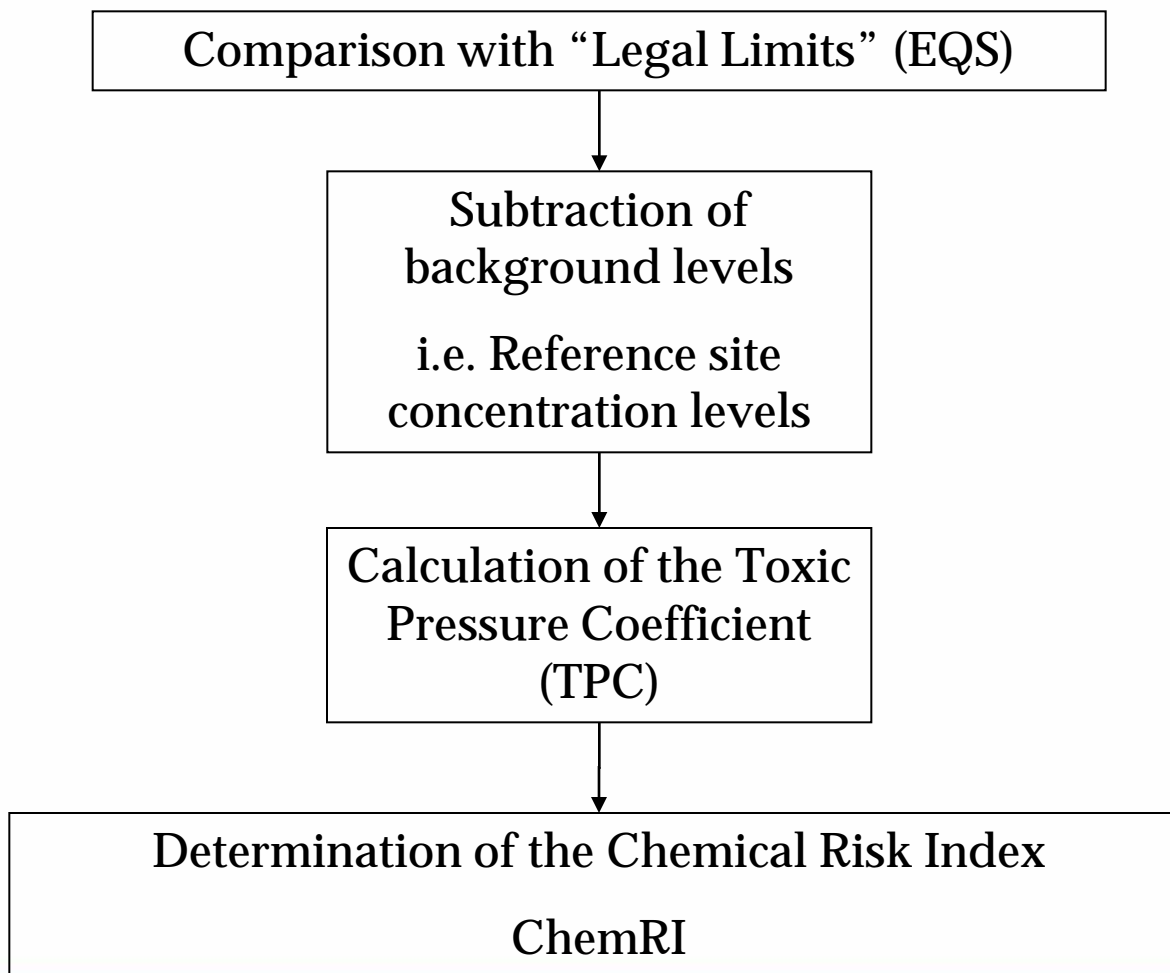 Comparison with “Legal Limits” (EQS)
Subtraction of
background levels
i.e. Reference site
concentration levels
Calculation of the Toxic
Pressure Coefficient
(TPC)
Determination of the Chemical Risk Index
ChemRI